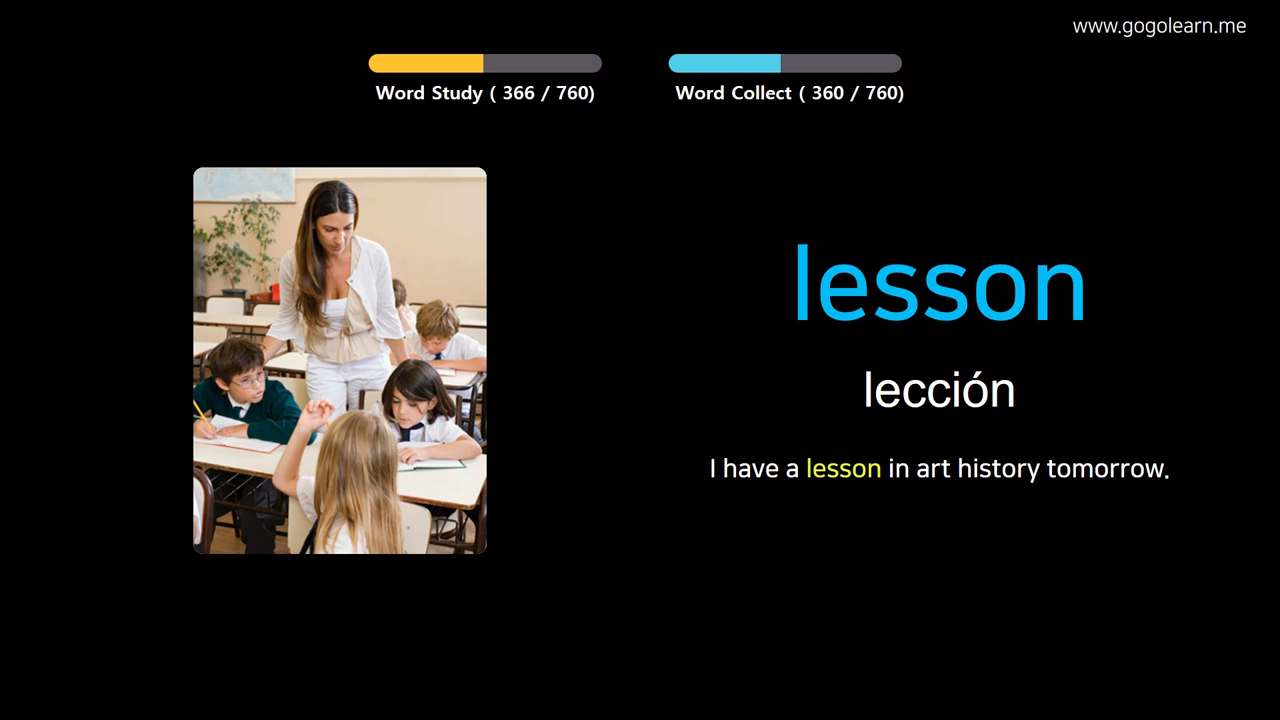 www.gogolearn.me
Word Study ( 366 / 760)
Word Collect ( 360 / 760)
lesson
lección
I have a lesson in art history tomorrow.